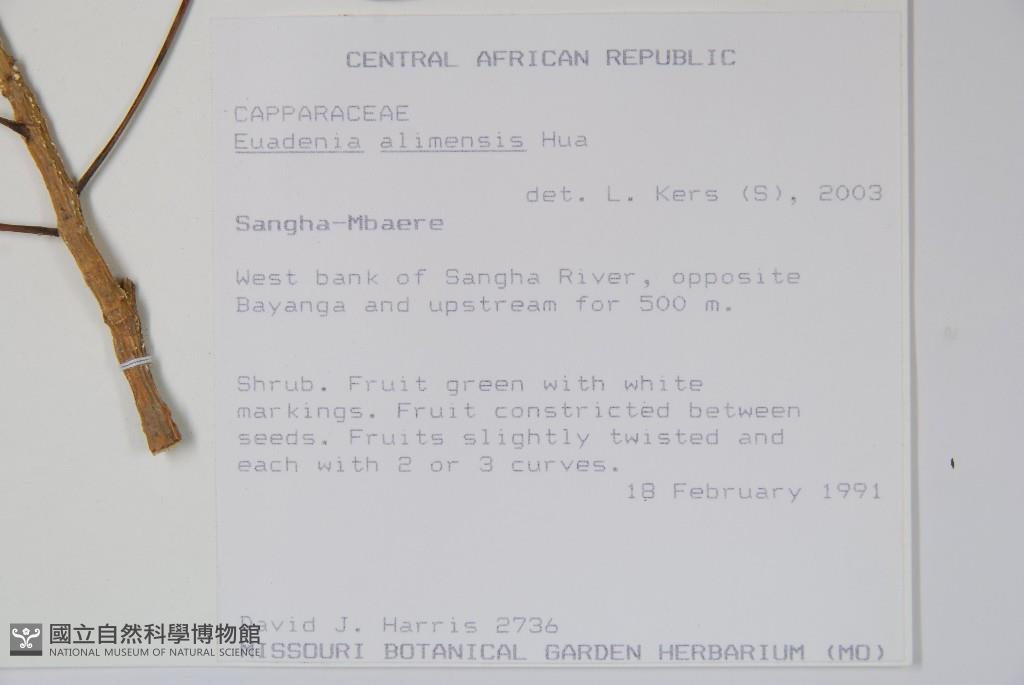 CENTRAL AFRICAN REPUBLIC
CAPPARACEAE
Euadenia alimensis Hua
det. L. Kers (S), 2003
Sangha-Mbaere
West bank of Sangha River, opposite
Bayanga and upstream for 500 m.
Shrub. Fruit green with white
markings. Fruit constricted between
seeds. Fruits slightly twisted and
each with 2 or 3 curves.
18 February 1991
David J. Harris 2736
MISSOURI BOTANICAL GARDEN HERBARIUM (MO)
國立自然科學博物館
NATIONAL MUSEUM OF NATURAL SCIENCE